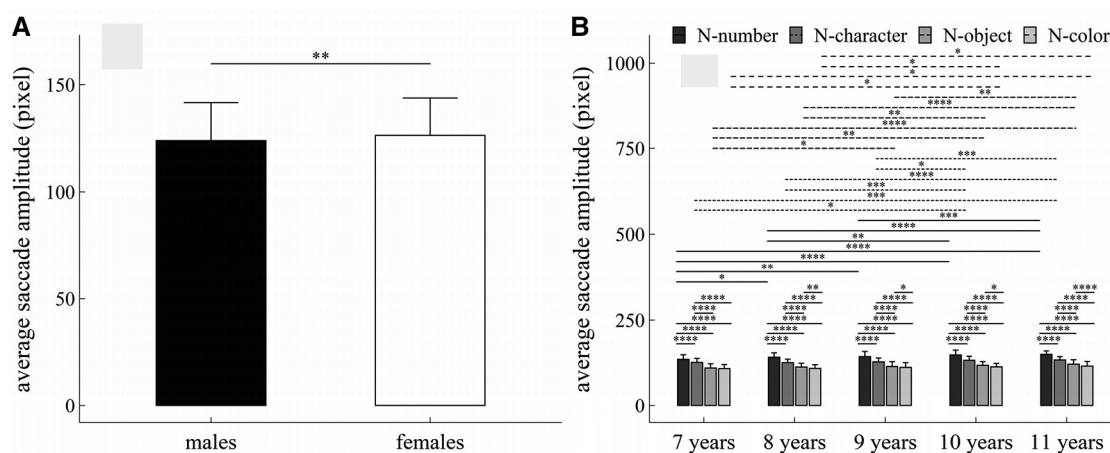 A
average saccade amplitude (pixel)
150
100
50
0
**
males
females
B
N-number N-character N-object N-color
average saccade amplitude (pixel)
1000
750
500
250
0
*
*
*
*
**
****
**
****
**
*
***
*
****
***
***
*
***
****
**
****
****
**
*
** * * ****
**** **** **** **** ****
**** **** **** **** ****
**** **** **** **** ****
**** **** **** **** ****
**** **** **** **** ****
7 years 8 years 9 years 10 years 11 years